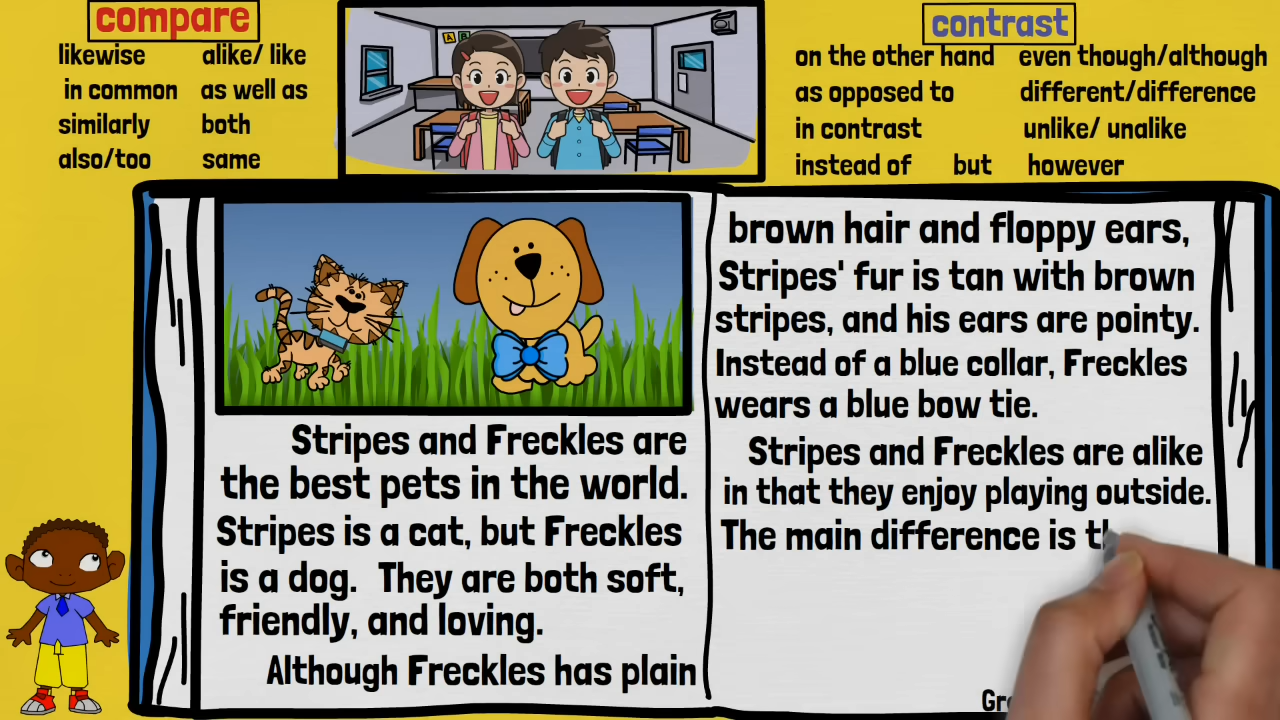 compare
likewise alike/ like
in common as well as
similarly both
also/too same
contrast
on the other hand even though/although
as opposed to different/difference
in contrast unlike/ unalike
instead of but however
A B
Stripes and Freckles are
the best pets in the world.
Stripes is a cat, but Freckles
is a dog. They are both soft,
friendly, and loving.
Although Freckles has plain
brown hair and floppy ears,
Stripes' fur is tan with brown
stripes, and his ears are pointy.
Instead of a blue collar, Freckles
wears a blue bow tie.
Stripes and Freckles are alike
in that they enjoy playing outside.
The main difference is